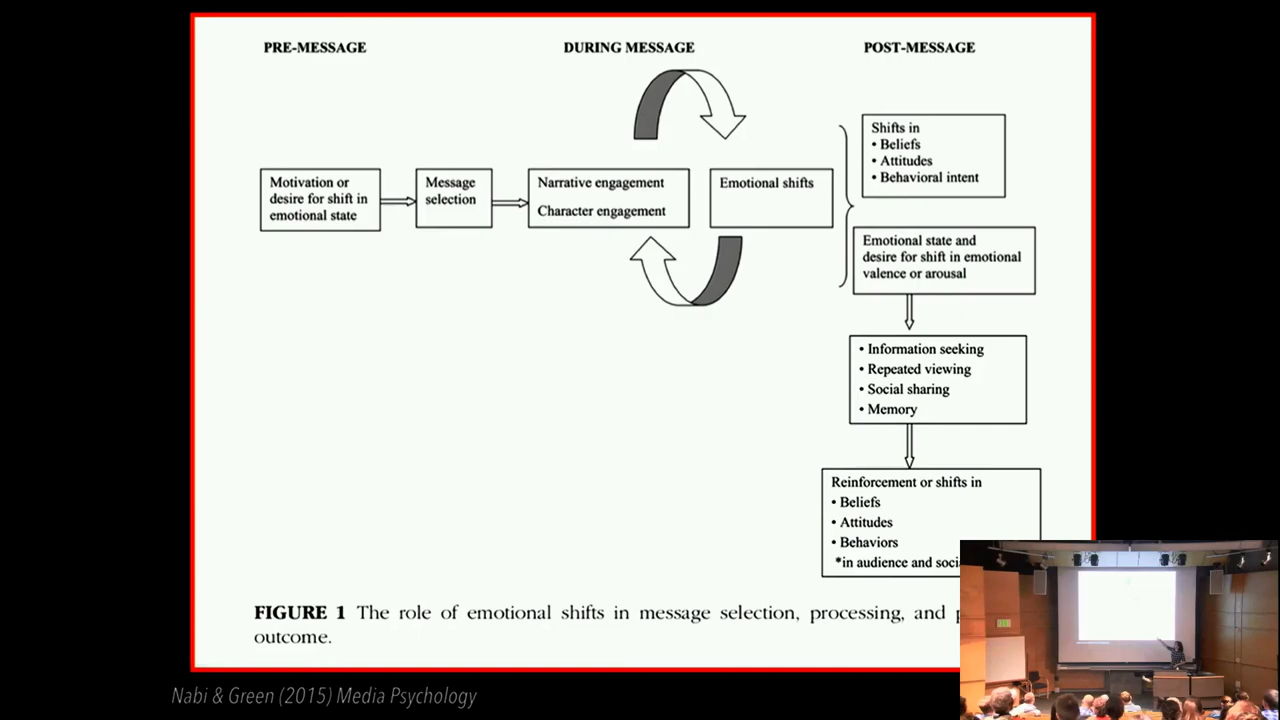 PRE-MESSAGE
DURING MESSAGE
POST-MESSAGE
Motivation or
desire for shift in
emotional state
Message
selection
Narrative engagement
Character engagement
Emotional shifts
Shifts in
• Beliefs
• Attitudes
• Behavioral intent
Emotional state and
desire for shift in emotional
valence or arousal
• Information seeking
• Repeated viewing
• Social sharing
• Memory
Reinforcement or shifts in
• Beliefs
• Attitudes
• Behaviors
*in audience and
FIGURE 1 The role of emotional shifts in message selection, processing, and
outcome.
Nabi & Green (2015) Media Psychology